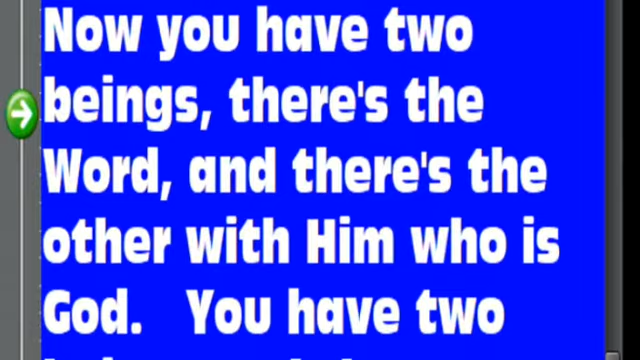 Now you have two
beings, there's the
Word, and there's the
other with Him who is
God. You have two